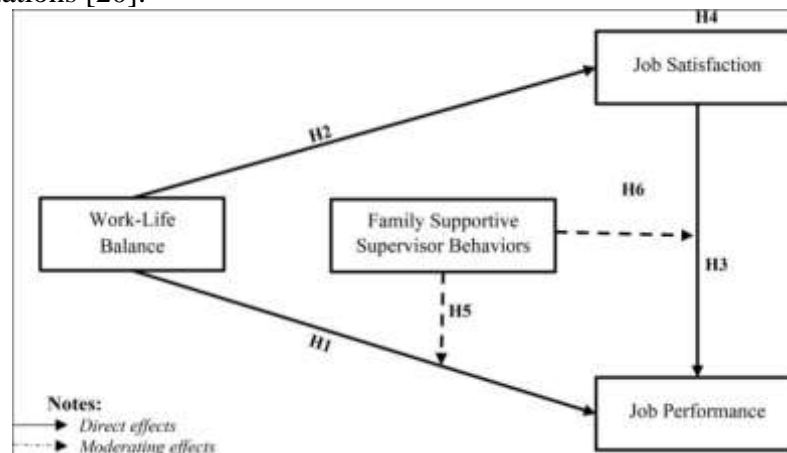 [20].
H4
Job Satisfaction
H2
H6
Work-Life
Balance
Family Supportive
Supervisor Behaviors
H3
H5
H1
Notes:
Direct effects
Moderating effects
Job Performance